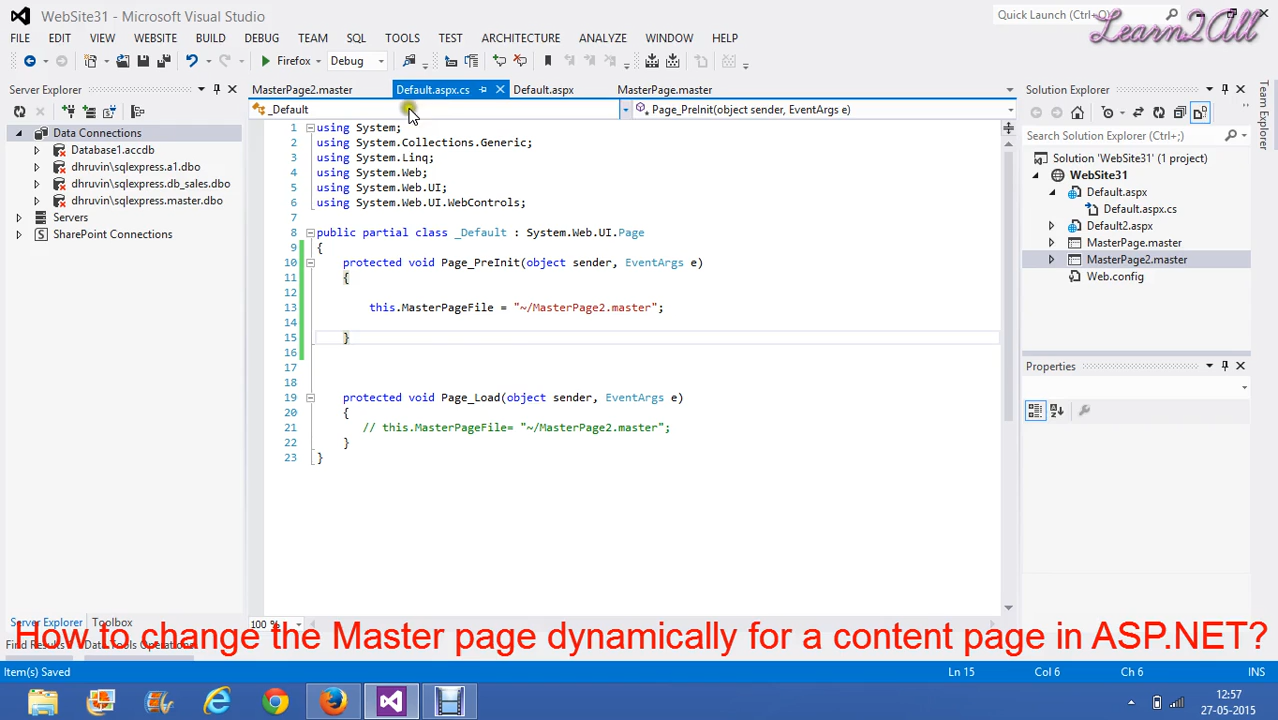 WebSite31 - Microsoft Visual Studio
Quick Launch (Ctrl+Q)
Learn2All
FILE EDIT VIEW WEBSITE BUILD DEBUG TEAM SQL TOOLS TEST ARCHITECTURE ANALYZE WINDOW HELP
Firefox Debug
Server Explorer
MasterPage2.master Default.aspx.cs Default.aspx MasterPage.master
Solution Explorer
_Default
Page_PreInit(object sender, EventArgs e)
Data Connections
Database1.accdb
dhruvin\sqlexpress.a1.dbo
dhruvin\sqlexpress.db_sales.dbo
dhruvin\sqlexpress.master.dbo
Servers
SharePoint Connections
1 using System;
2 using System.Collections.Generic;
3 using System.Linq;
4 using System.Web;
5 using System.Web.UI;
6 using System.Web.UI.WebControls;
7
8 public partial class _Default : System.Web.UI.Page
9 {
10 protected void Page_PreInit(object sender, EventArgs e)
11 {
12
13 this.MasterPageFile = "~/MasterPage2.master";
14
15 }
16
17
18
19 protected void Page_Load(object sender, EventArgs e)
20 {
21 // this.MasterPageFile= "~/MasterPage2.master";
22 }
23 }
Search Solution Explorer (Ctrl+;)
Solution 'WebSite31' (1 project)
WebSite31
Default.aspx
Default.aspx.cs
Default2.aspx
MasterPage.master
MasterPage2.master
Web.config
Properties
Team Explorer
Server Explorer Toolbox
100 %
How to change the Master page dynamically for a content page in ASP.NET?
Find Results Data Tools Operations
Item(s) Saved
Ln 15 Col 6 Ch 6 INS
12:57
27-05-2015